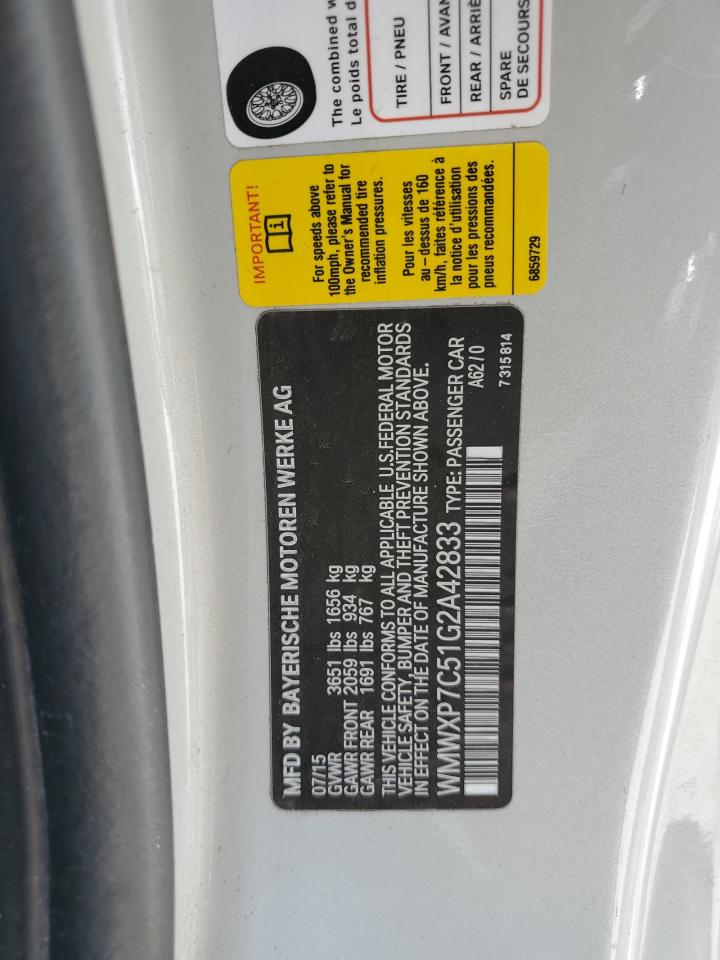 The combined w
Le poids total d
TIRE / PNEU
FRONT / AVAN
REAR / ARRIÈ
SPARE
DE SECOURS
IMPORTANT!
i
For speeds above
100mph, please refer to
the Owner's Manual for
recommended tire
inflation pressures.
Pour les vitesses
au-dessus de 160
km/h, faites référence à
la notice d'utilisation
pour les pressions des
pneus recommandées.
6859729
MFD BY BAYERISCHE MOTOREN WERKE AG
07/15
GVWR 3651 lbs 1656 kg
GAWR FRONT 2059 lbs 934 kg
GAWR REAR 1691 lbs 767 kg
THIS VEHICLE CONFORMS TO ALL APPLICABLE U.S.FEDERAL MOTOR
VEHICLE SAFETY, BUMPER AND THEFT PREVENTION STANDARDS
IN EFFECT ON THE DATE OF MANUFACTURE SHOWN ABOVE.
WMWXP7C51G2A42833 TYPE: PASSENGER CAR
A62/0
7315814